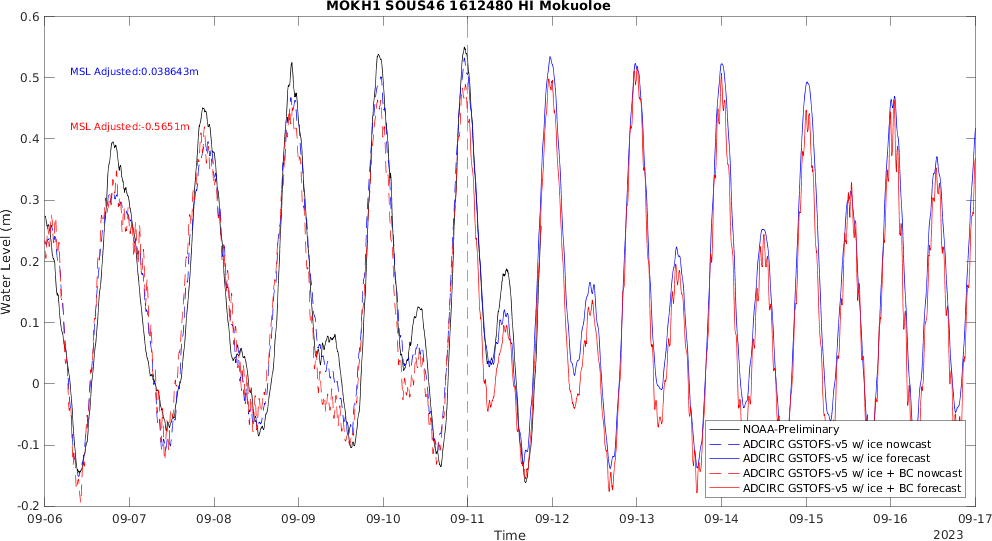 MOKH1 SOUS46 1612480 HI Mokuoloe
0.6
0.5
0.4
0.3
0.2
0.1
0
-0.1
-0.2
Water Level (m)
MSL Adjusted:0.038643m
MSL Adjusted:-0.5651m
NOAA-Preliminary
ADCIRC GSTOFS-v5 w/ ice nowcast
ADCIRC GSTOFS-v5 w/ ice forecast
ADCIRC GSTOFS-v5 w/ ice + BC nowcast
ADCIRC GSTOFS-v5 w/ ice + BC forecast
09-06 09-07 09-08 09-09 09-10 09-11 09-12 09-13 09-14 09-15 09-16 09-17
Time
2023